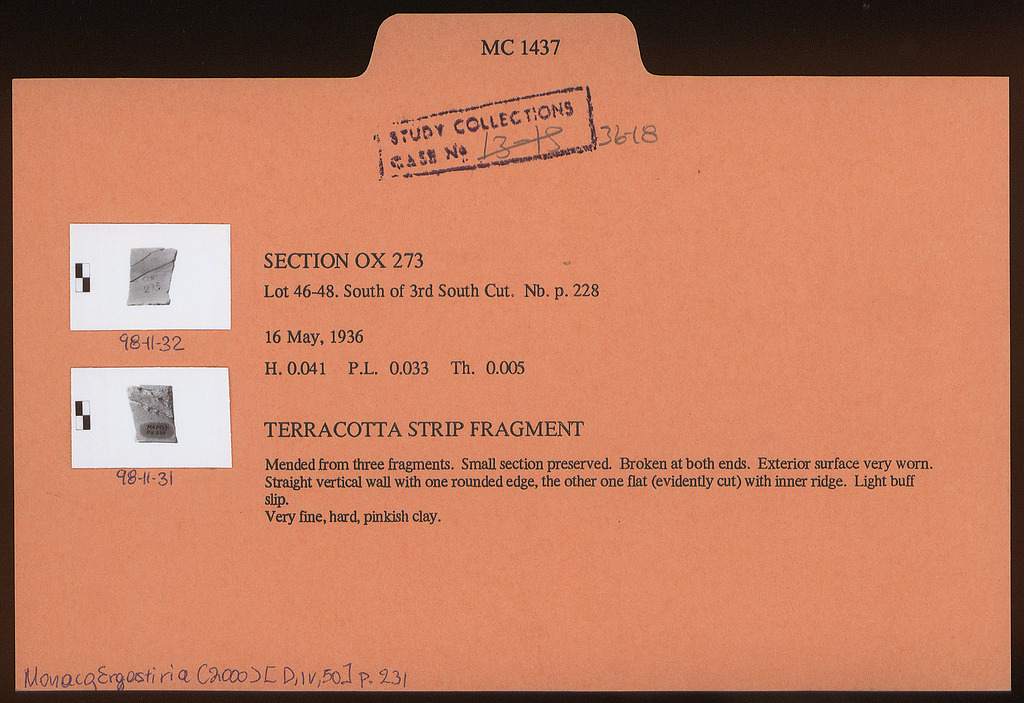 MC 1437
STUDY COLLECTIONS
CASE No 13-18 36-18
SECTION OX 273
Lot 46-48. South of 3rd South Cut. Nb. p. 228
98-11-32
16 May, 1936
H. 0.041 P.L. 0.033 Th. 0.005
TERRACOTTA STRIP FRAGMENT
98-11-31
Mended from three fragments. Small section preserved. Broken at both ends. Exterior surface very worn.
Straight vertical wall with one rounded edge, the other one flat (evidently cut) with inner ridge. Light buff
slip.
Very fine, hard, pinkish clay.
(2000) [D,IV,50] p. 231